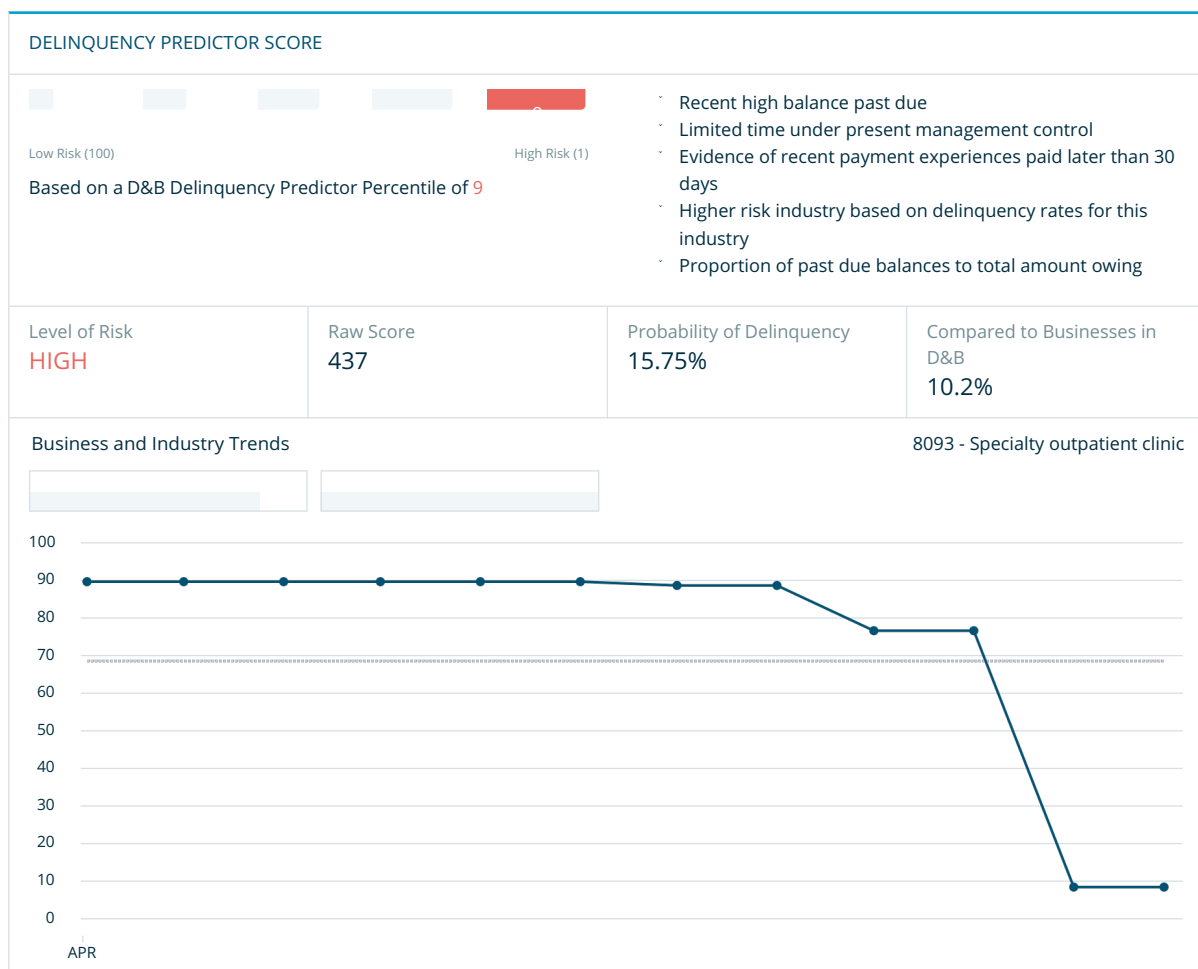 DELINQUENCY PREDICTOR SCORE
Low Risk (100)
High Risk (1)
Based on a D&B Delinquency Predictor Percentile of 9
Recent high balance past due
Limited time under present management control
Evidence of recent payment experiences paid later than 30
days
Higher risk industry based on delinquency rates for this
industry
Proportion of past due balances to total amount owing
Level of Risk
HIGH
Raw Score
437
Probability of Delinquency
15.75%
Compared to Businesses in
D&B
10.2%
Business and Industry Trends
8093 - Specialty outpatient clinic
100
90
80
70
60
50
40
30
20
10
0
APR